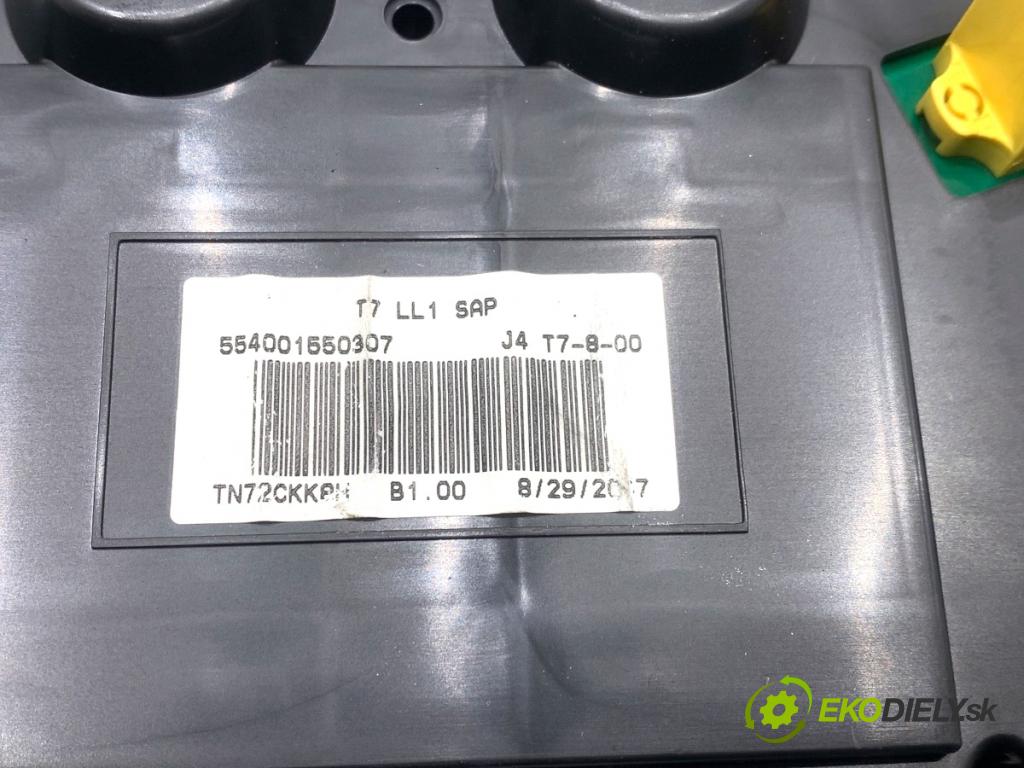 T7 LL1 SAP
554001550307 J4 T7-8-00
B1.00
EKODIELY.sk